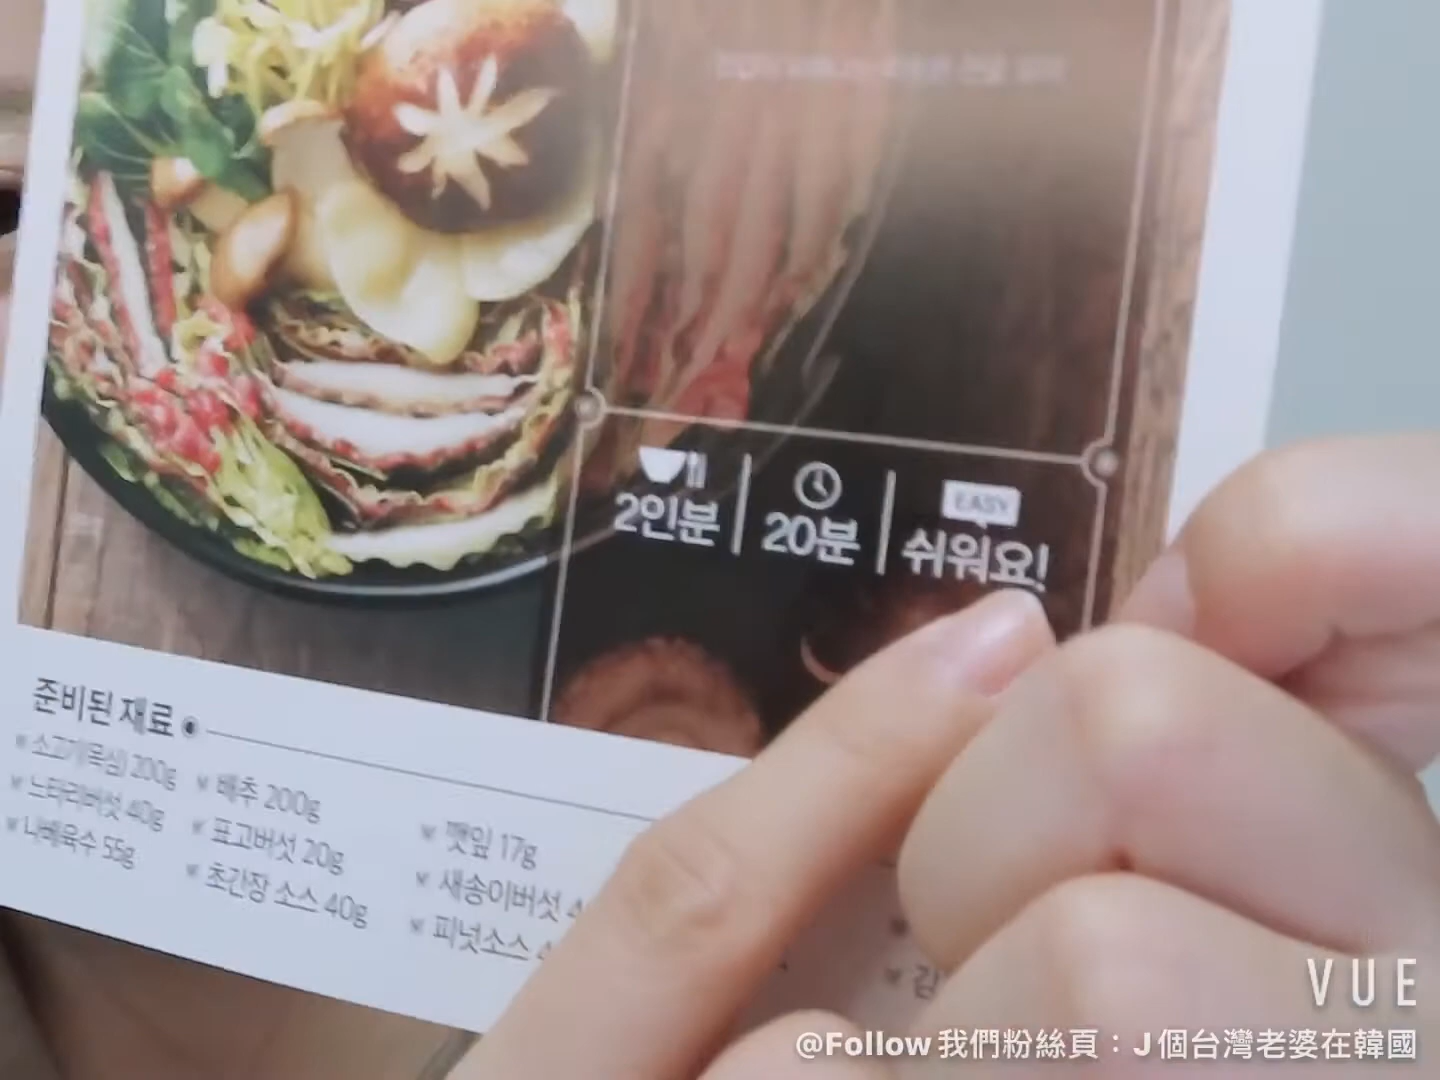 2인분
20분
EASY
쉬워요!
준비된 재료
소고기(목심) 200g
배추 200g
깻잎 17g
느타리버섯 40g
표고버섯 20g
새송이버섯
나베육수 55g
초간장 소스 40g
피넛소스
VUE
@Follow 我們粉絲頁：J個台灣老婆在韓國